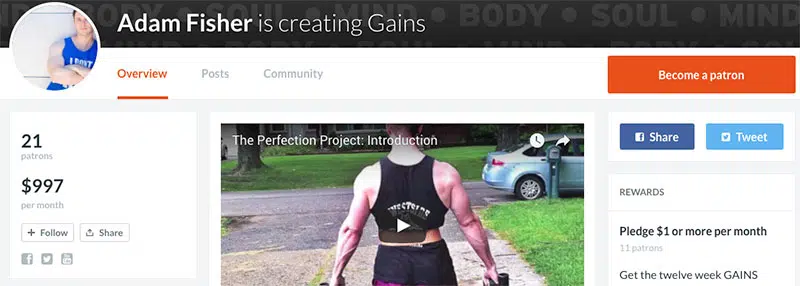 MIND BODY SOUL MIND
Adam Fisher is creating Gains
Overview
Posts
Community
Become a patron
21
patrons
$997
per month
Follow
Share
The Perfection Project: Introduction
Share
Tweet
REWARDS
Pledge $1 or more per month
11 patrons
Get the twelve week GAINS